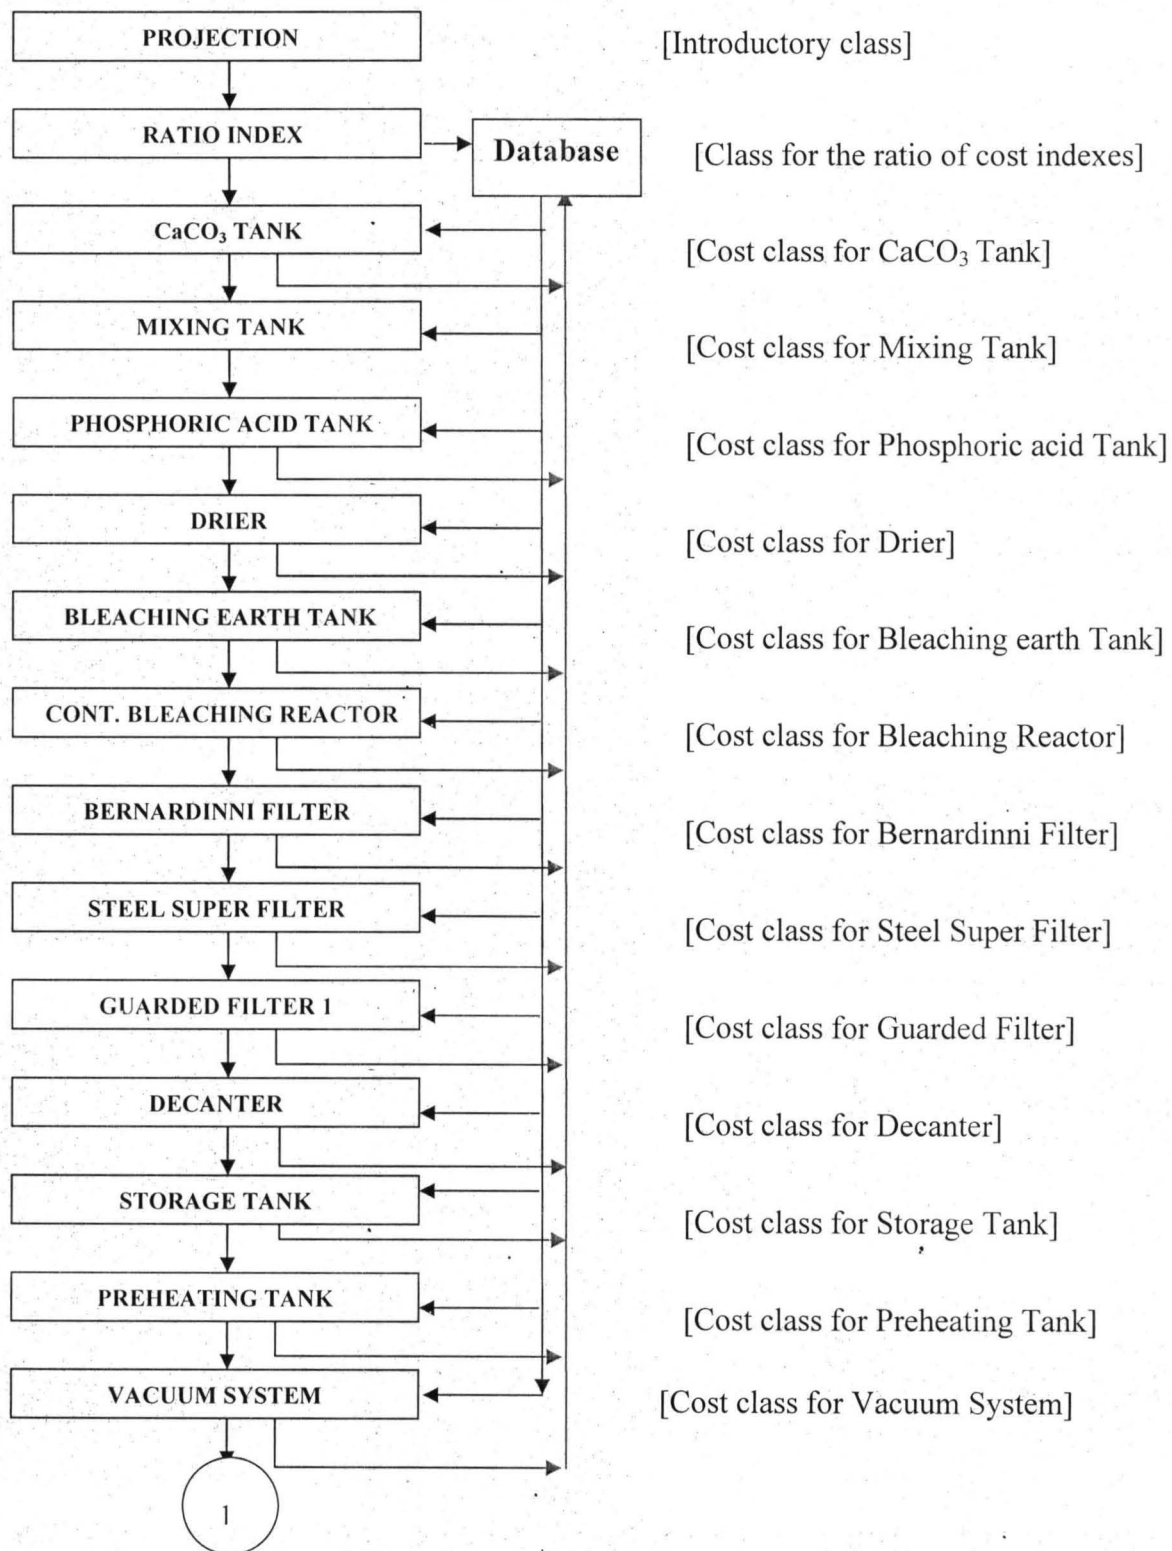 PROJECTION
[Introductory class]
RATIO INDEX
Database
[Class for the ratio of cost indexes]
CaCO₃ TANK
[Cost class for CaCO₃ Tank]
MIXING TANK
[Cost class for Mixing Tank]
PHOSPHORIC ACID TANK
[Cost class for Phosphoric acid Tank]
DRIER
[Cost class for Drier]
BLEACHING EARTH TANK
[Cost class for Bleaching earth Tank]
CONT. BLEACHING REACTOR
[Cost class for Bleaching Reactor]
BERNARDINNI FILTER
[Cost class for Bernardinni Filter]
STEEL SUPER FILTER
[Cost class for Steel Super Filter]
GUARDED FILTER 1
[Cost class for Guarded Filter]
DECANTER
[Cost class for Decanter]
STORAGE TANK
[Cost class for Storage Tank]
PREHEATING TANK
[Cost class for Preheating Tank]
VACUUM SYSTEM
[Cost class for Vacuum System]
1